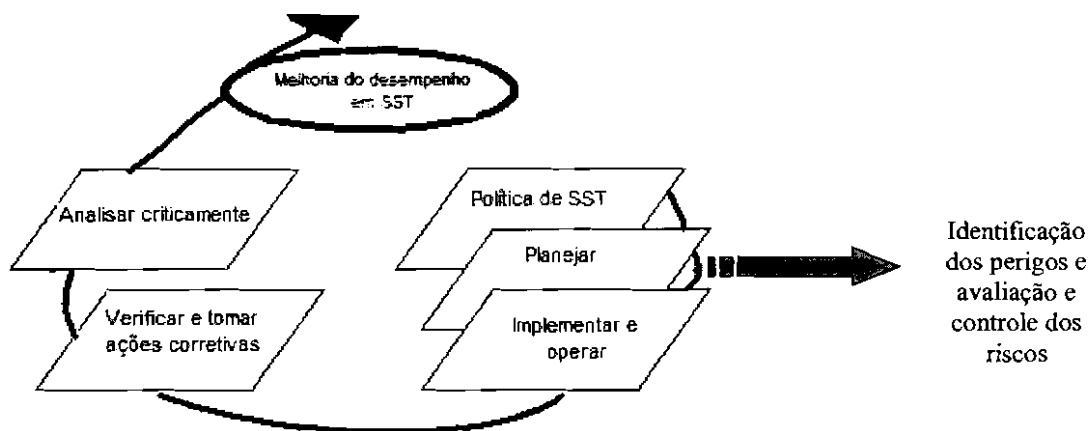 Melhoria do desempenho
em SST
Analisar criticamente
Política de SST
Planejar
Verificar e tomar
ações corretivas
Implementar e
operar
Identificação
dos perigos e
avaliação e
controle dos
riscos